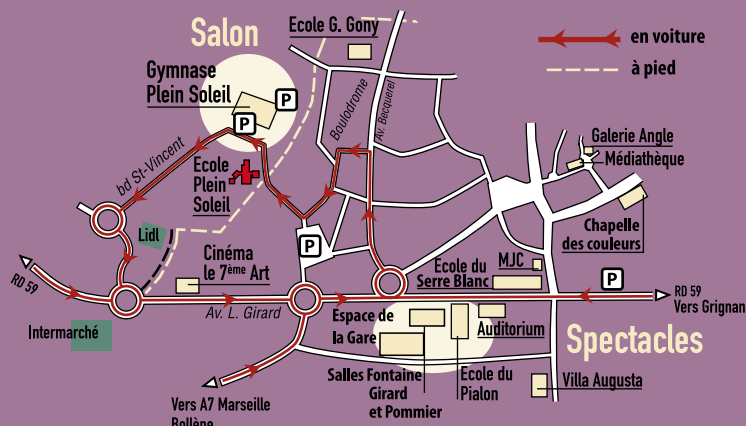 Salon
Ecole G. Gony
en voiture
à pied
Gymnase
Plein Soleil
P
P
Boulodrome
Av. Becquerel
bd St-Vincent
Ecole
Plein
Soleil
Galerie Angle
Médiathèque
Chapelle
des couleurs
Lidl
P
Cinéma
le 7ème Art
MJC
Ecole du
Serre Blanc
P
RD 59
RD 59
Vers Grignan
Av. L. Girard
Intermarché
Espace de
la Gare
Auditorium
Spectacles
Salles Fontaine
Girard
et Pommier
Ecole du
Pialon
Villa Augusta
Vers A7 Marseille
Bollène